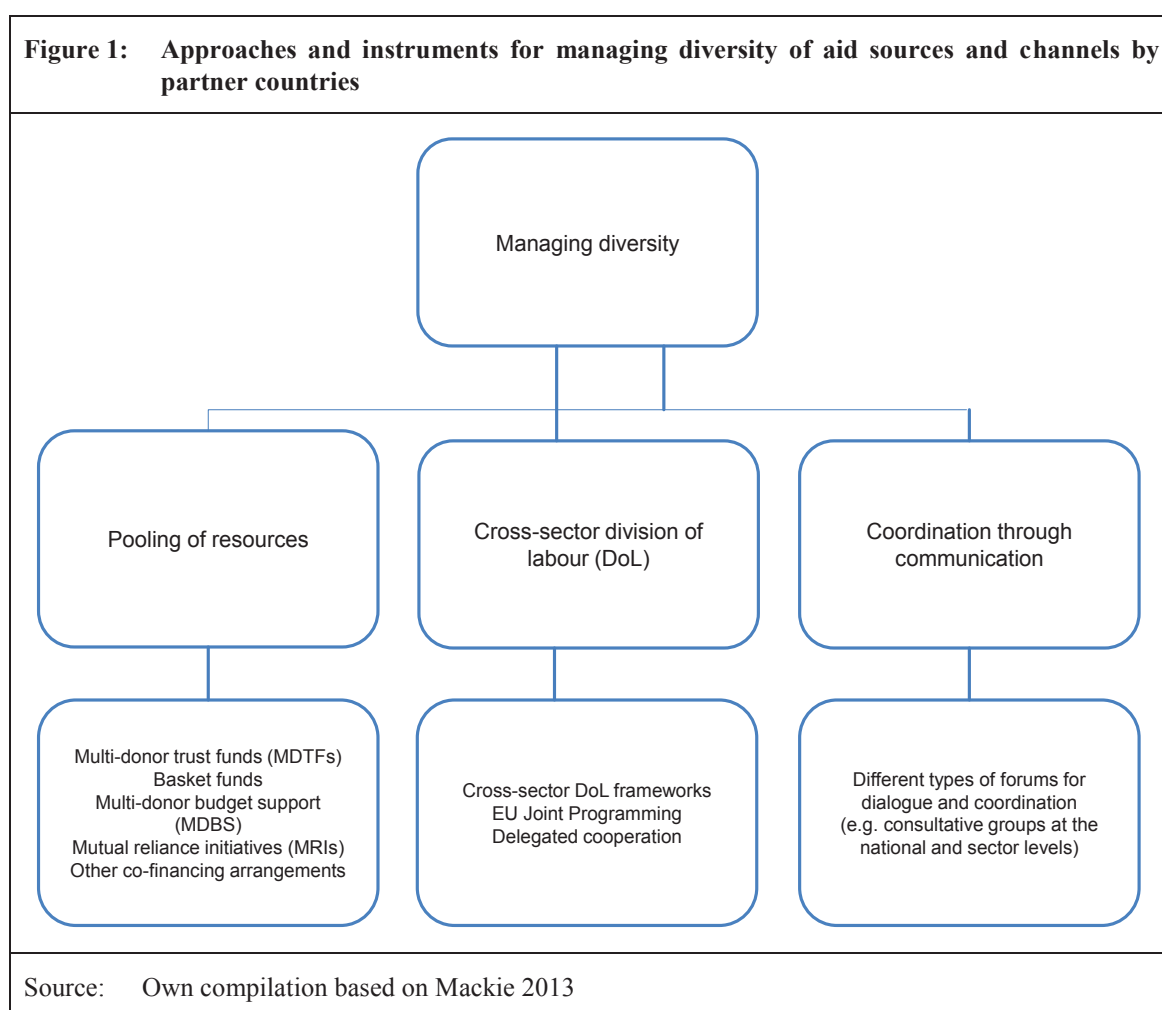 Figure 1: Approaches and instruments for managing diversity of aid sources and channels by
partner countries
Managing diversity
Pooling of resources
Cross-sector division of
labour (DoL)
Coordination through
communication
Multi-donor trust funds (MDTFs)
Basket funds
Multi-donor budget support
(MDBS)
Mutual reliance initiatives (MRIs)
Other co-financing arrangements
Cross-sector DoL frameworks
EU Joint Programming
Delegated cooperation
Different types of forums for
dialogue and coordination
(e.g. consultative groups at the
national and sector levels)
Source: Own compilation based on Mackie 2013